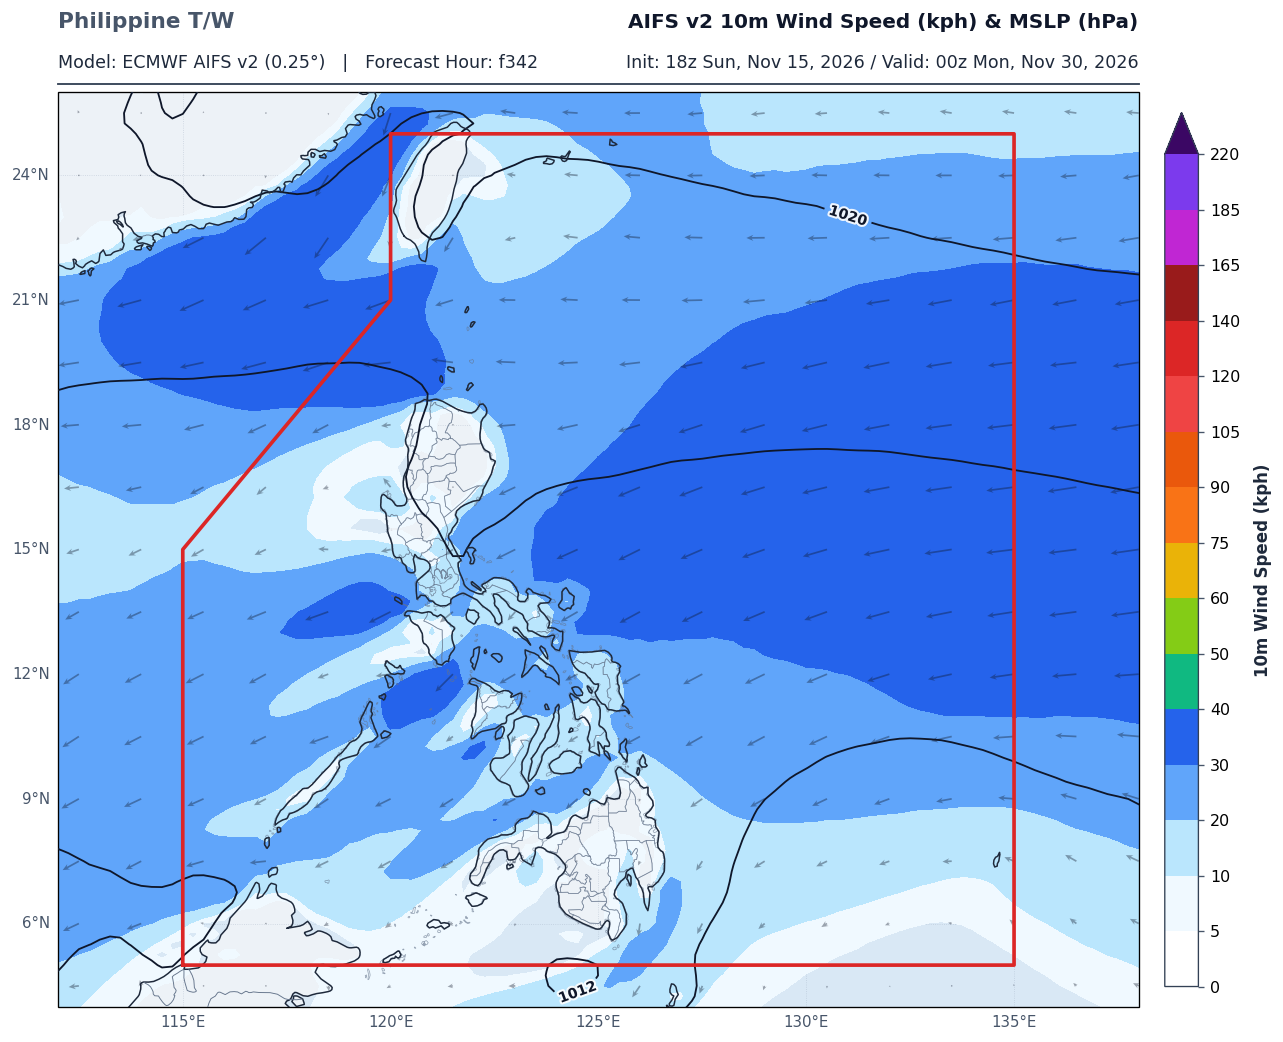 Philippine T/W
AIFS v2 10m Wind Speed (kph) & MSLP (hPa)
Model: ECMWF AIFS v2 (0.25°) | Forecast Hour: f342
Init: 18z Sun, Nov 15, 2026 / Valid: 00z Mon, Nov 30, 2026
24°N
21°N
18°N
15°N
12°N
9°N
6°N
1020
1012
115°E
120°E
125°E
130°E
135°E
220
185
165
140
120
105
90
75
60
50
40
30
20
10
5
0
10m Wind Speed (kph)